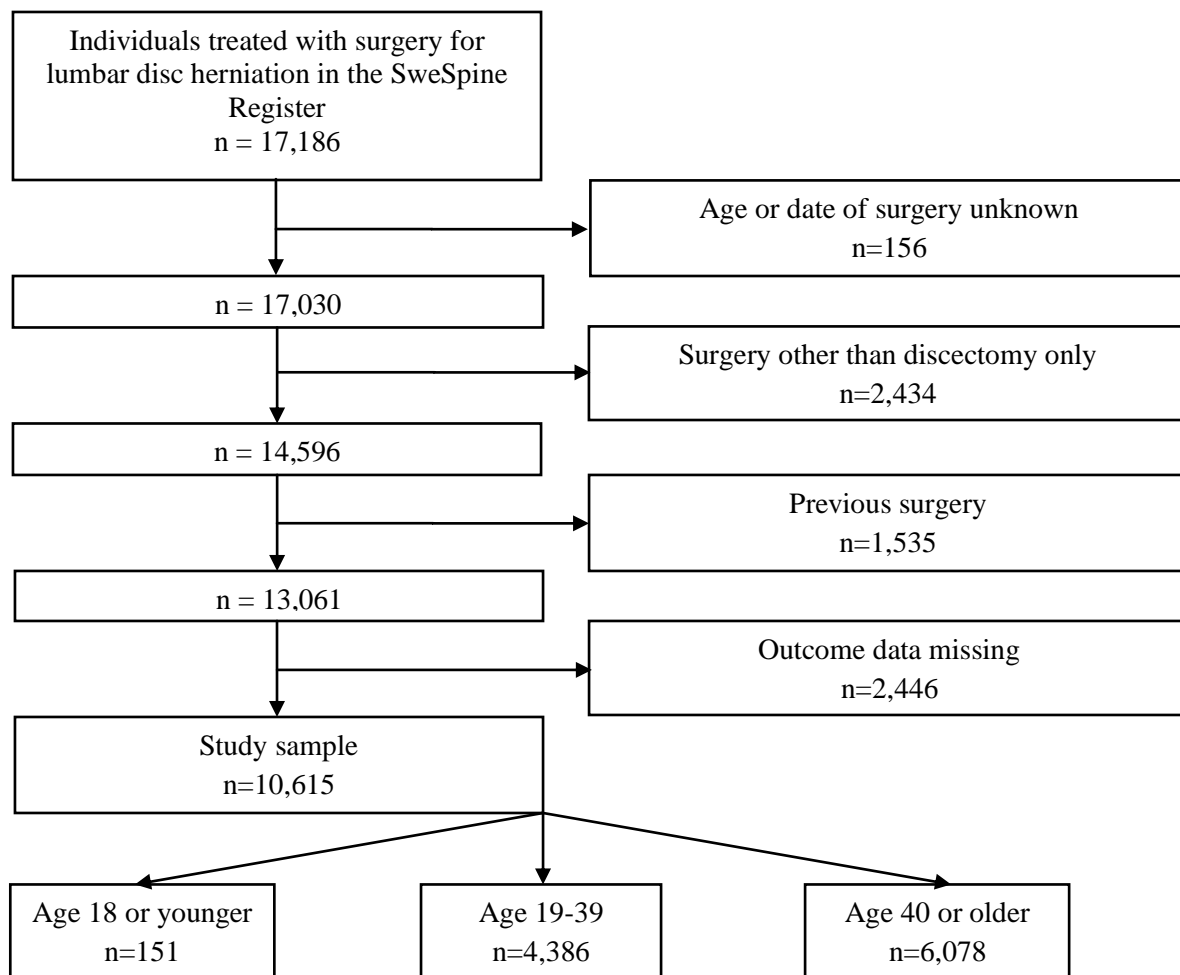 Individuals treated with surgery for
lumbar disc herniation in the SweSpine
Register
n = 17,186
Age or date of surgery unknown
n=156
n = 17,030
Surgery other than discectomy only
n=2,434
n = 14,596
Previous surgery
n=1,535
n = 13,061
Outcome data missing
n=2,446
Study sample
n=10,615
Age 18 or younger
n=151
Age 19-39
n=4,386
Age 40 or older
n=6,078